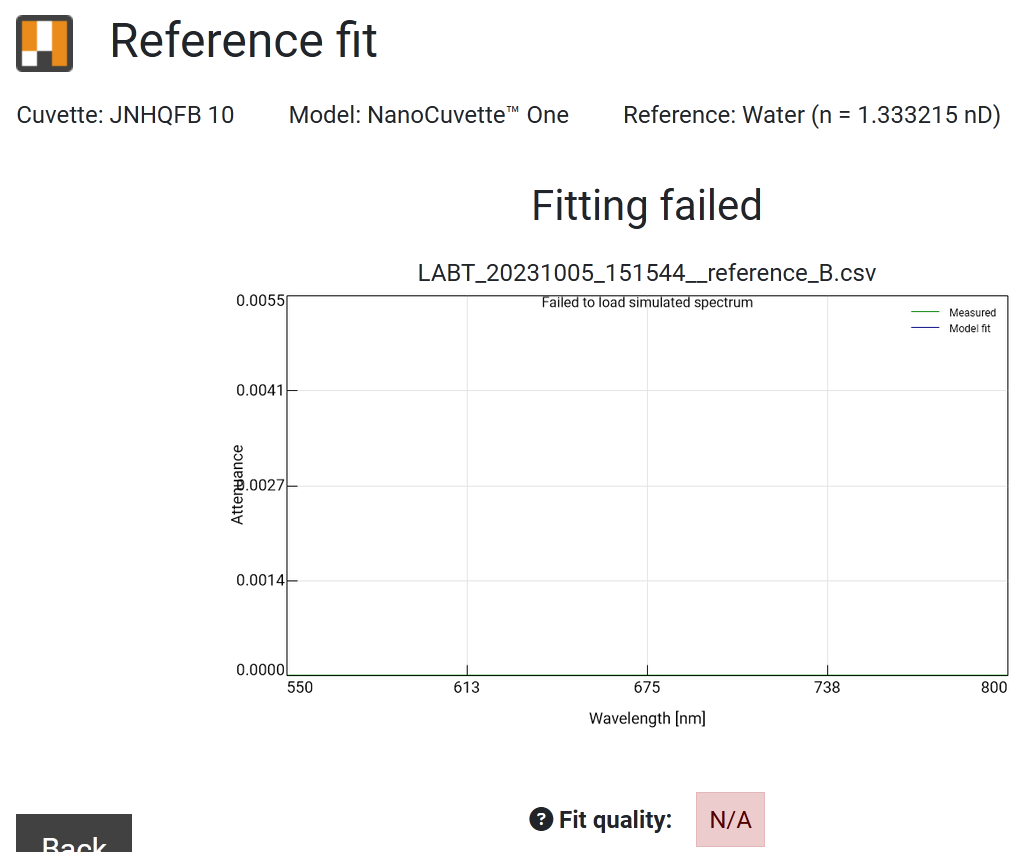 Reference fit
Cuvette: JNHQFB 10 Model: NanoCuvette™ One Reference: Water (n = 1.333215 nD)
Fitting failed
LABT_20231005_151544__reference_B.csv
Failed to load simulated spectrum
Measured
Model fit
0.0055
0.0041
0.0027
0.0014
0.0000
Attenuance
550 613 675 738 800
Wavelength [nm]
? Fit quality: N/A
Back